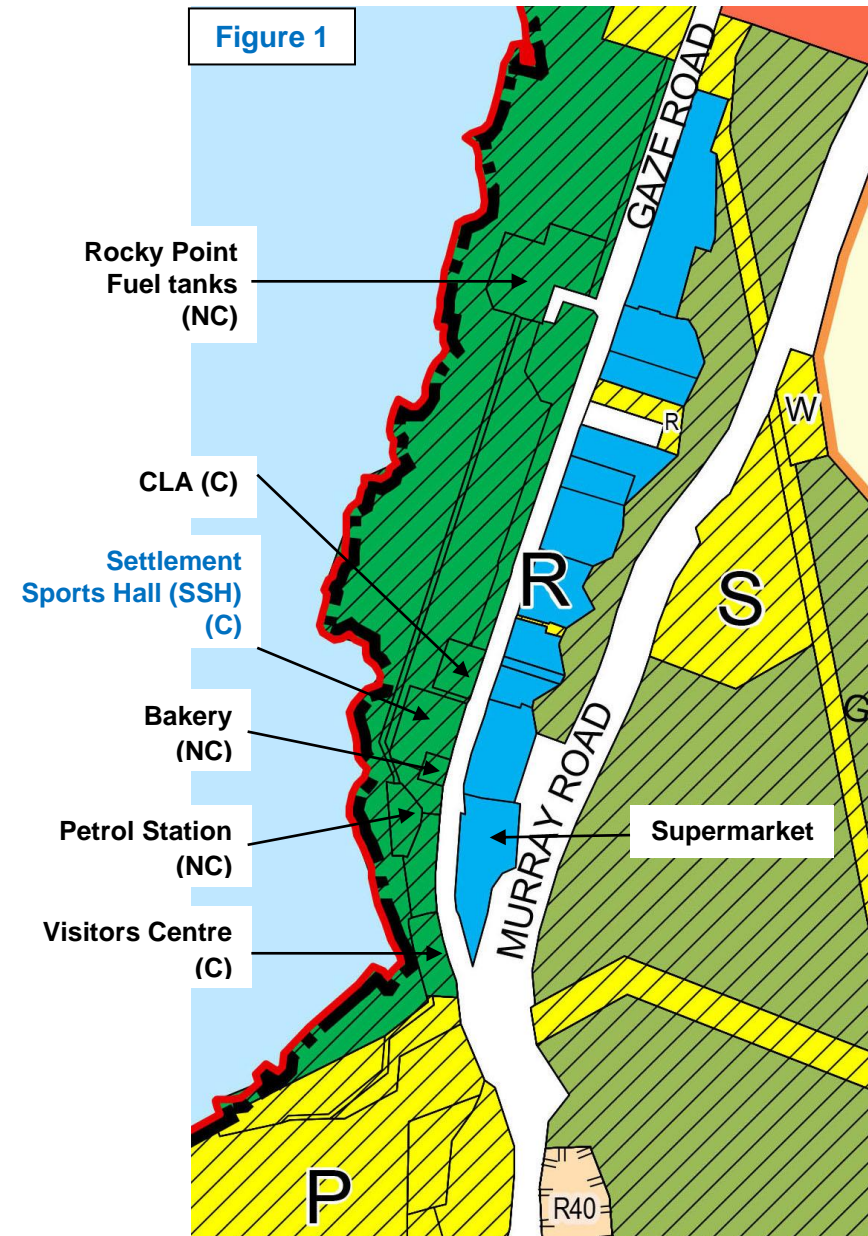 Figure 1
GAZE ROAD
Rocky Point
Fuel tanks
(NC)
R
W
CLA (C)
Settlement
Sports Hall (SSH)
(C)
R
S
G
Bakery
(NC)
MURRAY ROAD
Petrol Station
(NC)
Supermarket
Visitors Centre
(C)
P
R40